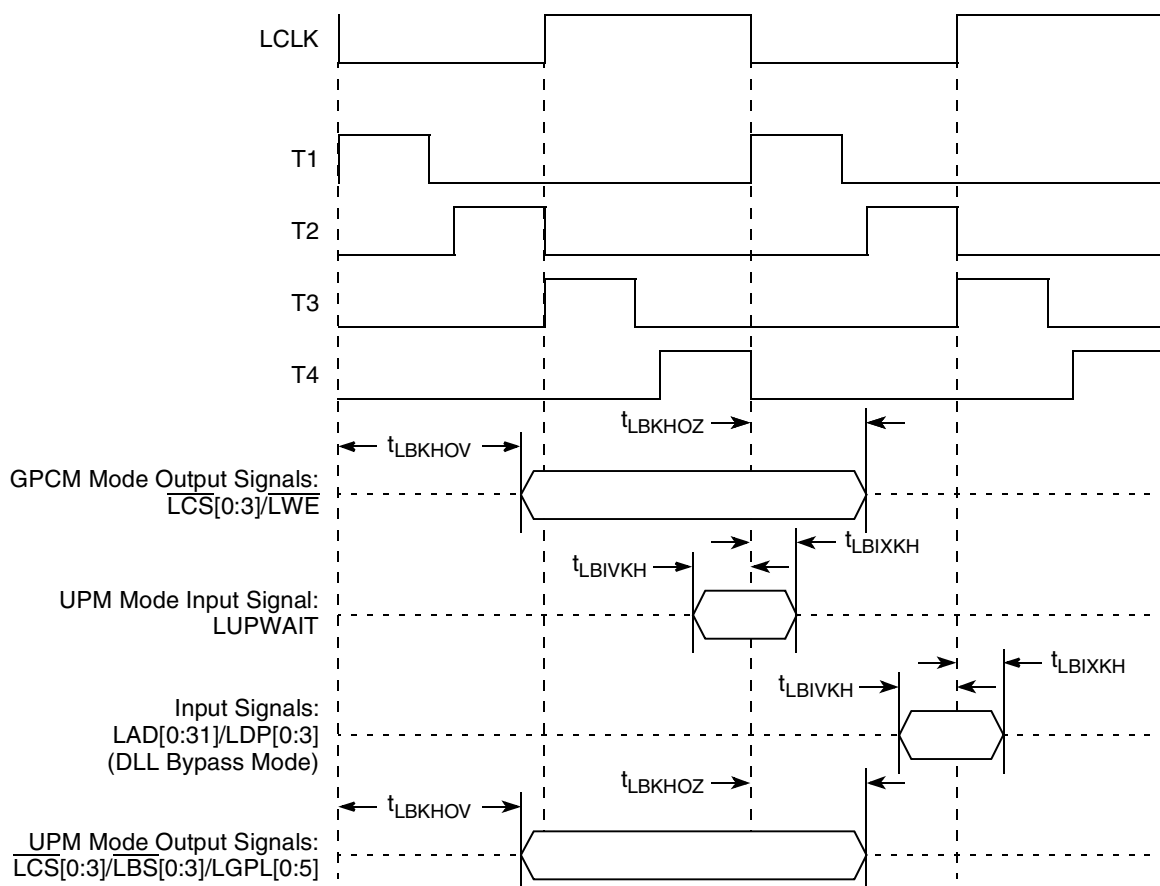 LCLK
T1
T2
T3
T4
tLBKHOZ
tLBKHOV
GPCM Mode Output Signals:
LCS[0:3]/LWE
tLBIXKH
tLBIVKH
UPM Mode Input Signal:
LUPWAIT
tLBIXKH
tLBIVKH
Input Signals:
LAD[0:31]/LDP[0:3]
(DLL Bypass Mode)
tLBKHOZ
tLBKHOV
UPM Mode Output Signals:
LCS[0:3]/LBS[0:3]/LGPL[0:5]